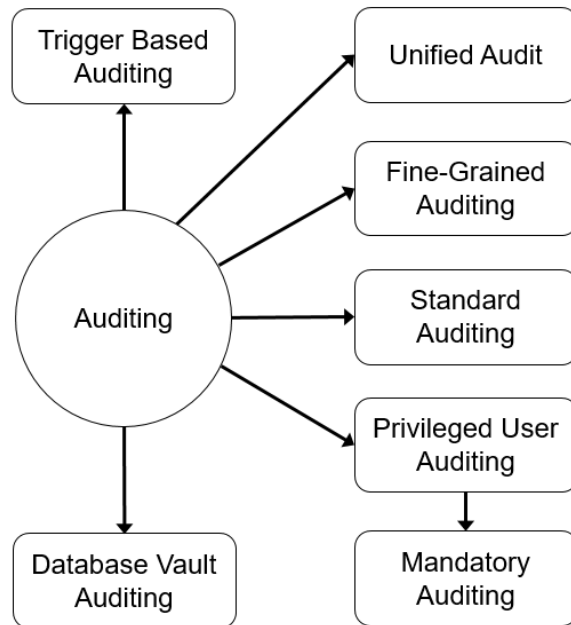 Trigger Based
Auditing
Unified Audit
Fine-Grained
Auditing
Auditing
Standard
Auditing
Privileged User
Auditing
Database Vault
Auditing
Mandatory
Auditing